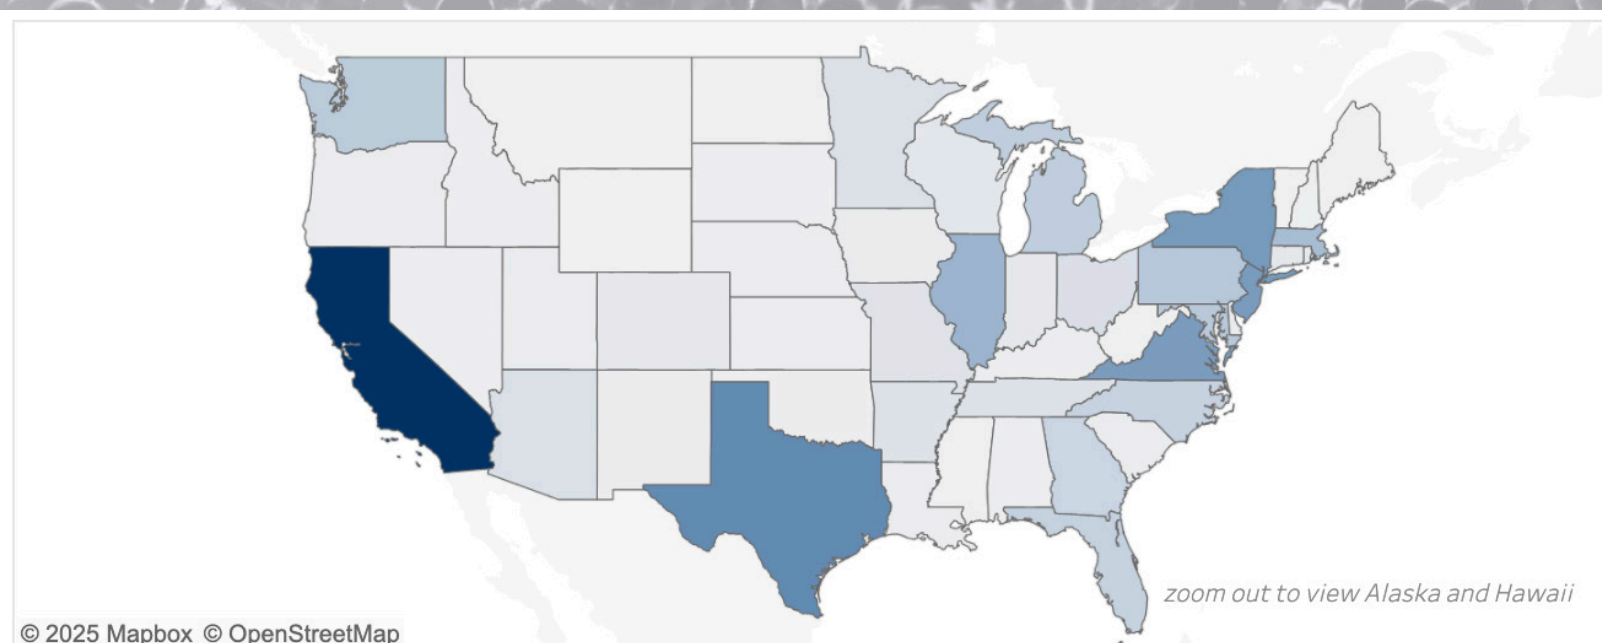 zoom out to view Alaska and Hawaii
© 2025 Mapbox © OpenStreetMap